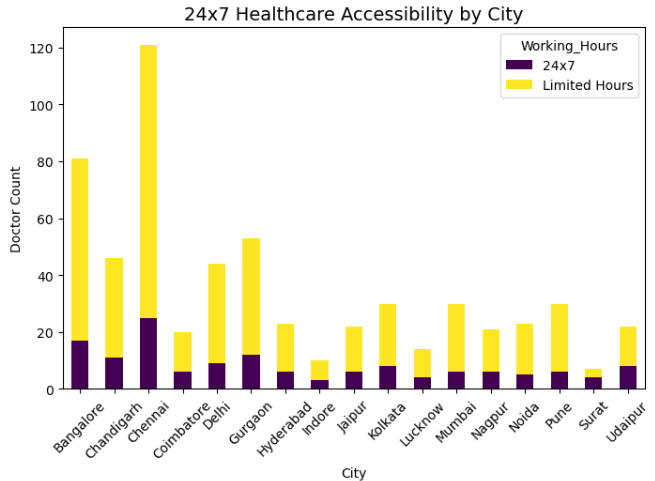 24x7 Healthcare Accessibility by City
120
100
80
60
40
20
0
Doctor Count
Working_Hours
24x7
Limited Hours
Bangalore
Chandigarh
Chennai
Coimbatore
Delhi
Gurgaon
Hyderabad
Indore
Jaipur
Kolkata
Lucknow
Mumbai
Nagpur
Noida
Pune
Surat
Udaipur
City